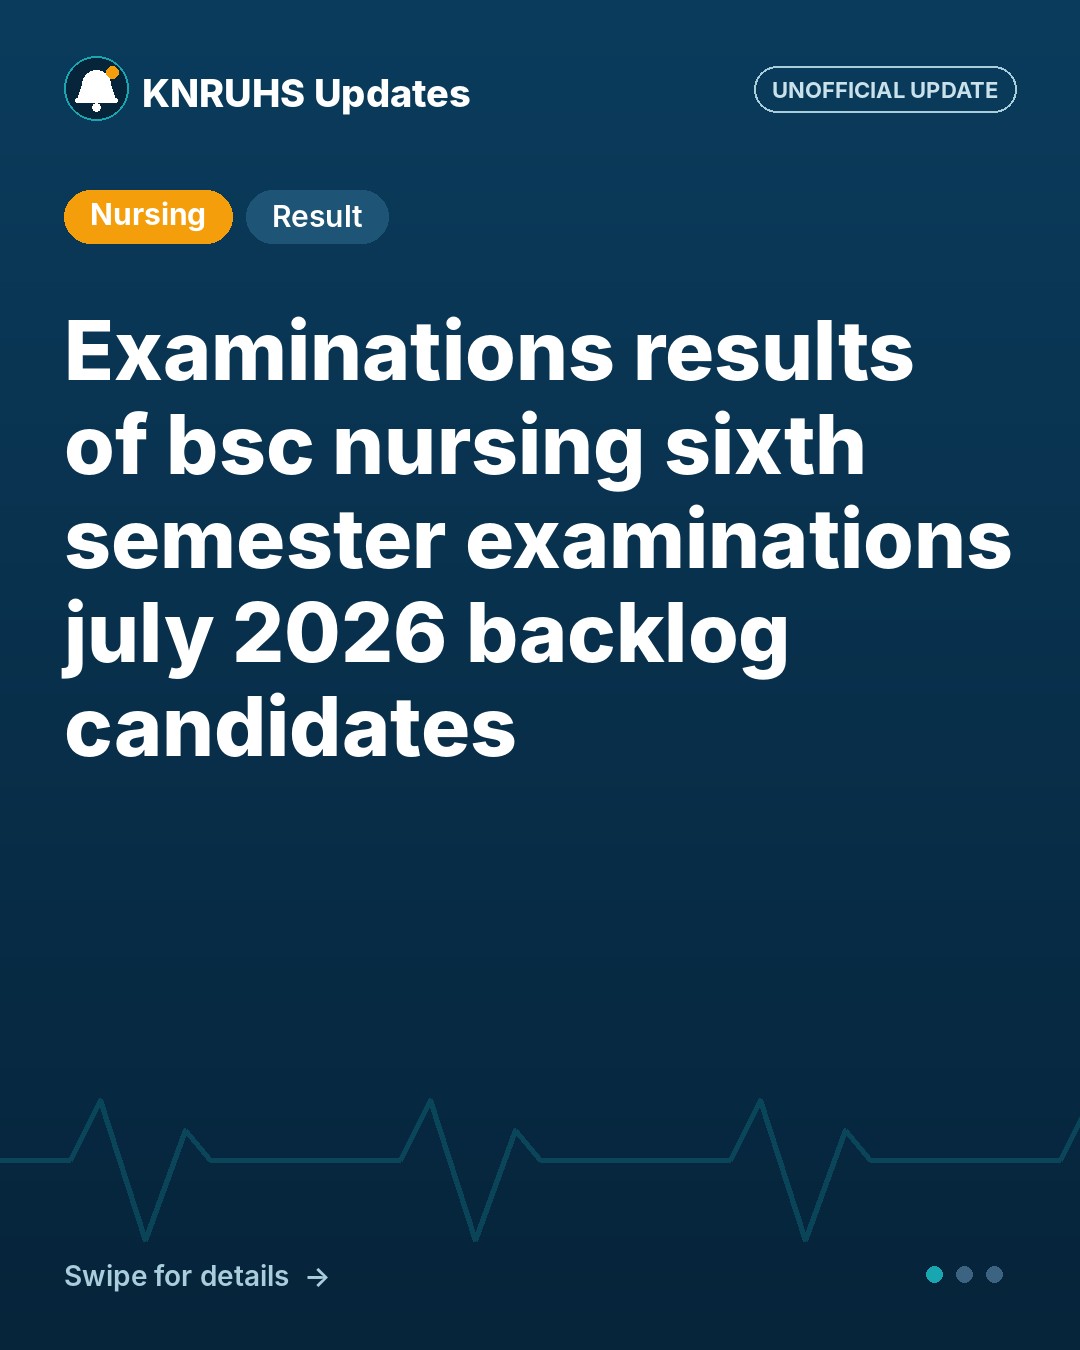 KNRUHS Updates
UNOFFICIAL UPDATE
Nursing
Result
Examinations results
of bsc nursing sixth
semester examinations
july 2026 backlog
candidates
Swipe for details →